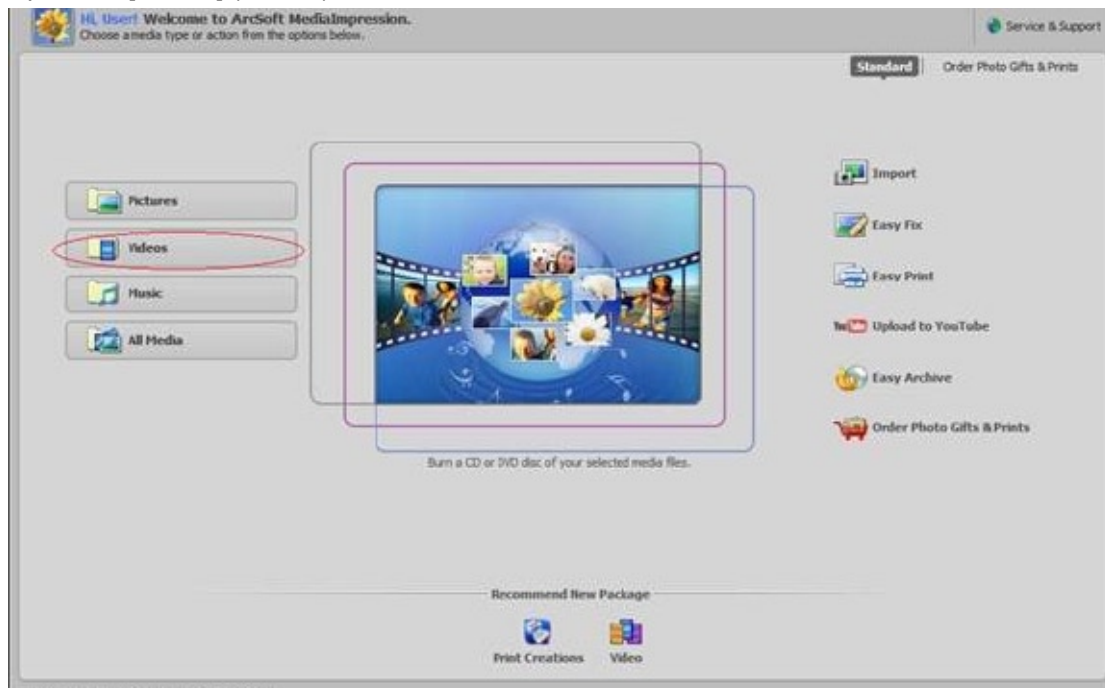 Hi, User! Welcome to ArcSoft MediaImpression.
Choose a media type or action from the options below.
Service & Support
Standard
Order Photo Gifts & Prints
Pictures
Videos
Music
All Media
Import
Easy Fix
Easy Print
Upload to YouTube
Easy Archive
Order Photo Gifts & Prints
Burn a CD or DVD disc of your selected media files.
Recommend New Package
Print Creations
Video